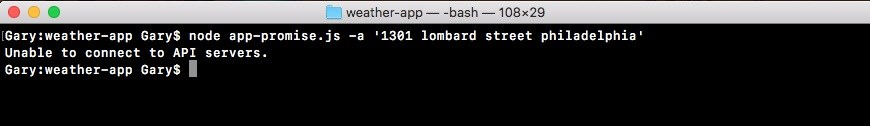 weather-app — -bash — 108×29
[Gary:weather-app Gary$ node app-promise.js -a '1301 lombard street philadelphia'
Unable to connect to API servers.
Gary:weather-app Gary$